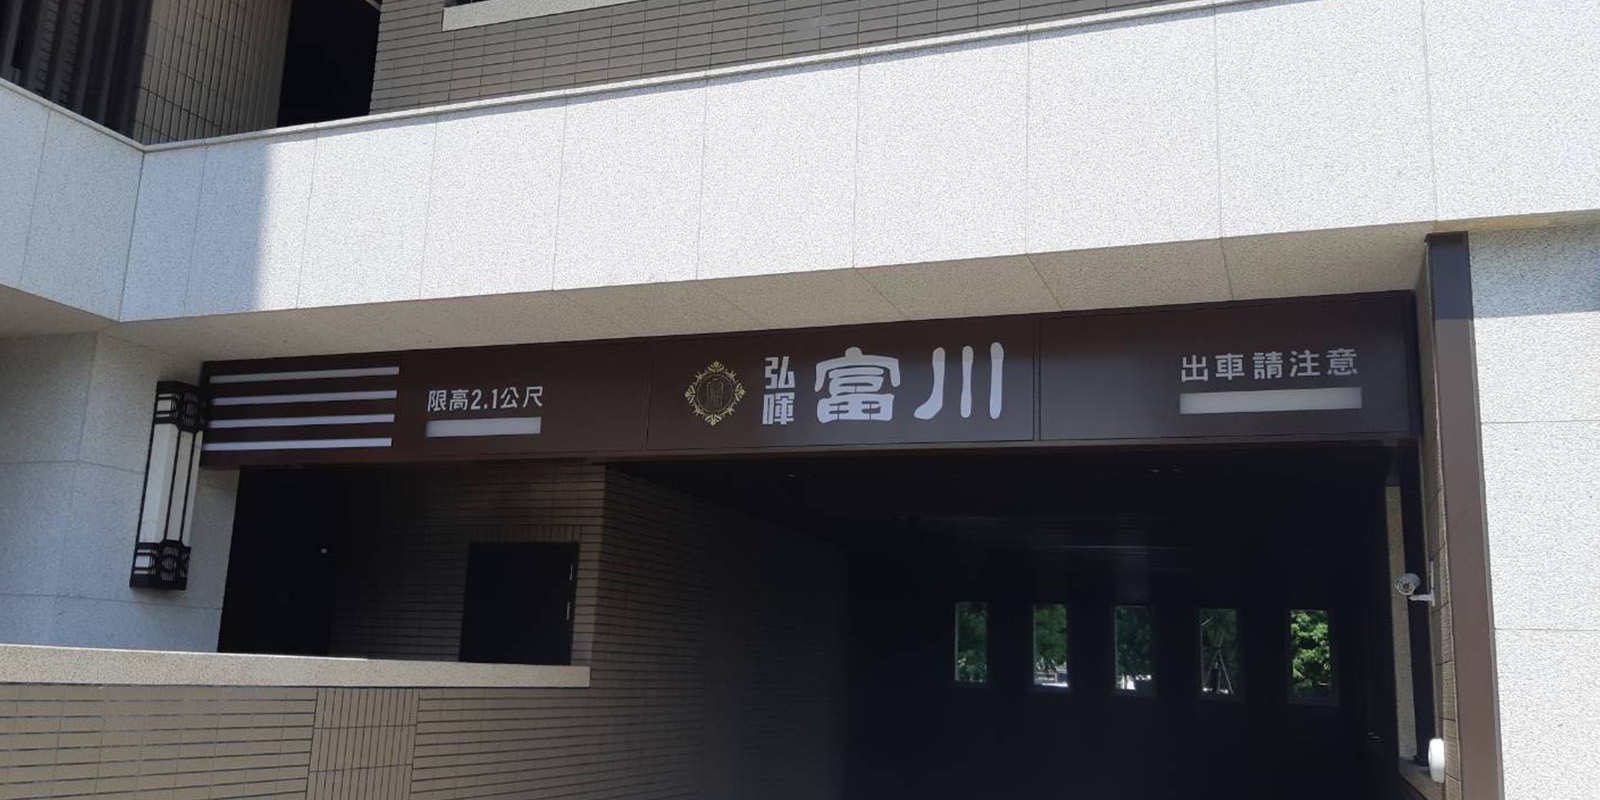 限高2.1公尺
弘暉
富川
出車請注意